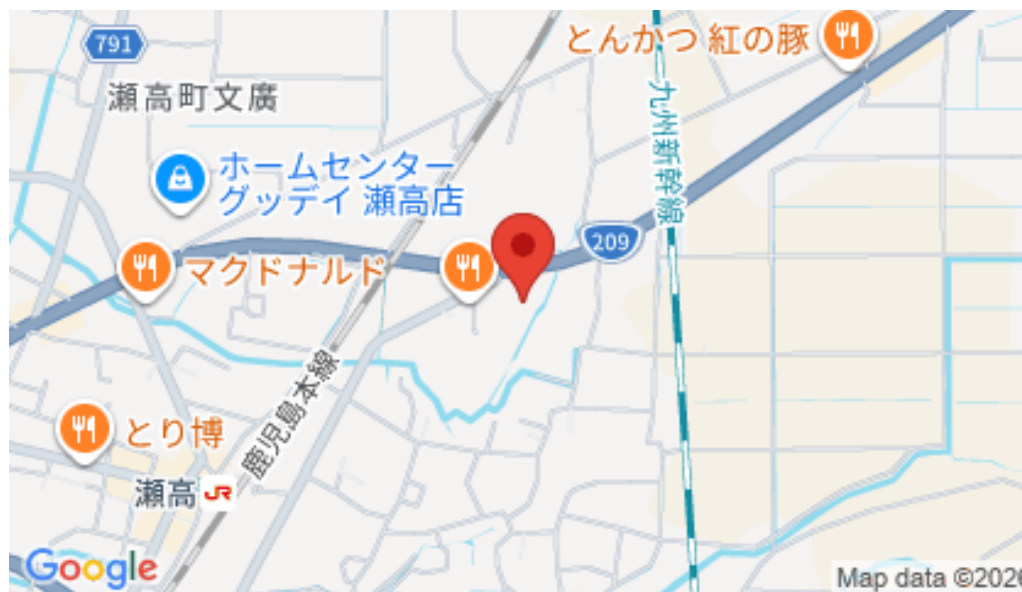 791
とんかつ 紅の豚
瀬高町文廣
九州新幹線
ホームセンター
グッデイ 瀬高店
209
マクドナルド
鹿児島本線
とり博
瀬高
JR
Google
Map data ©2026